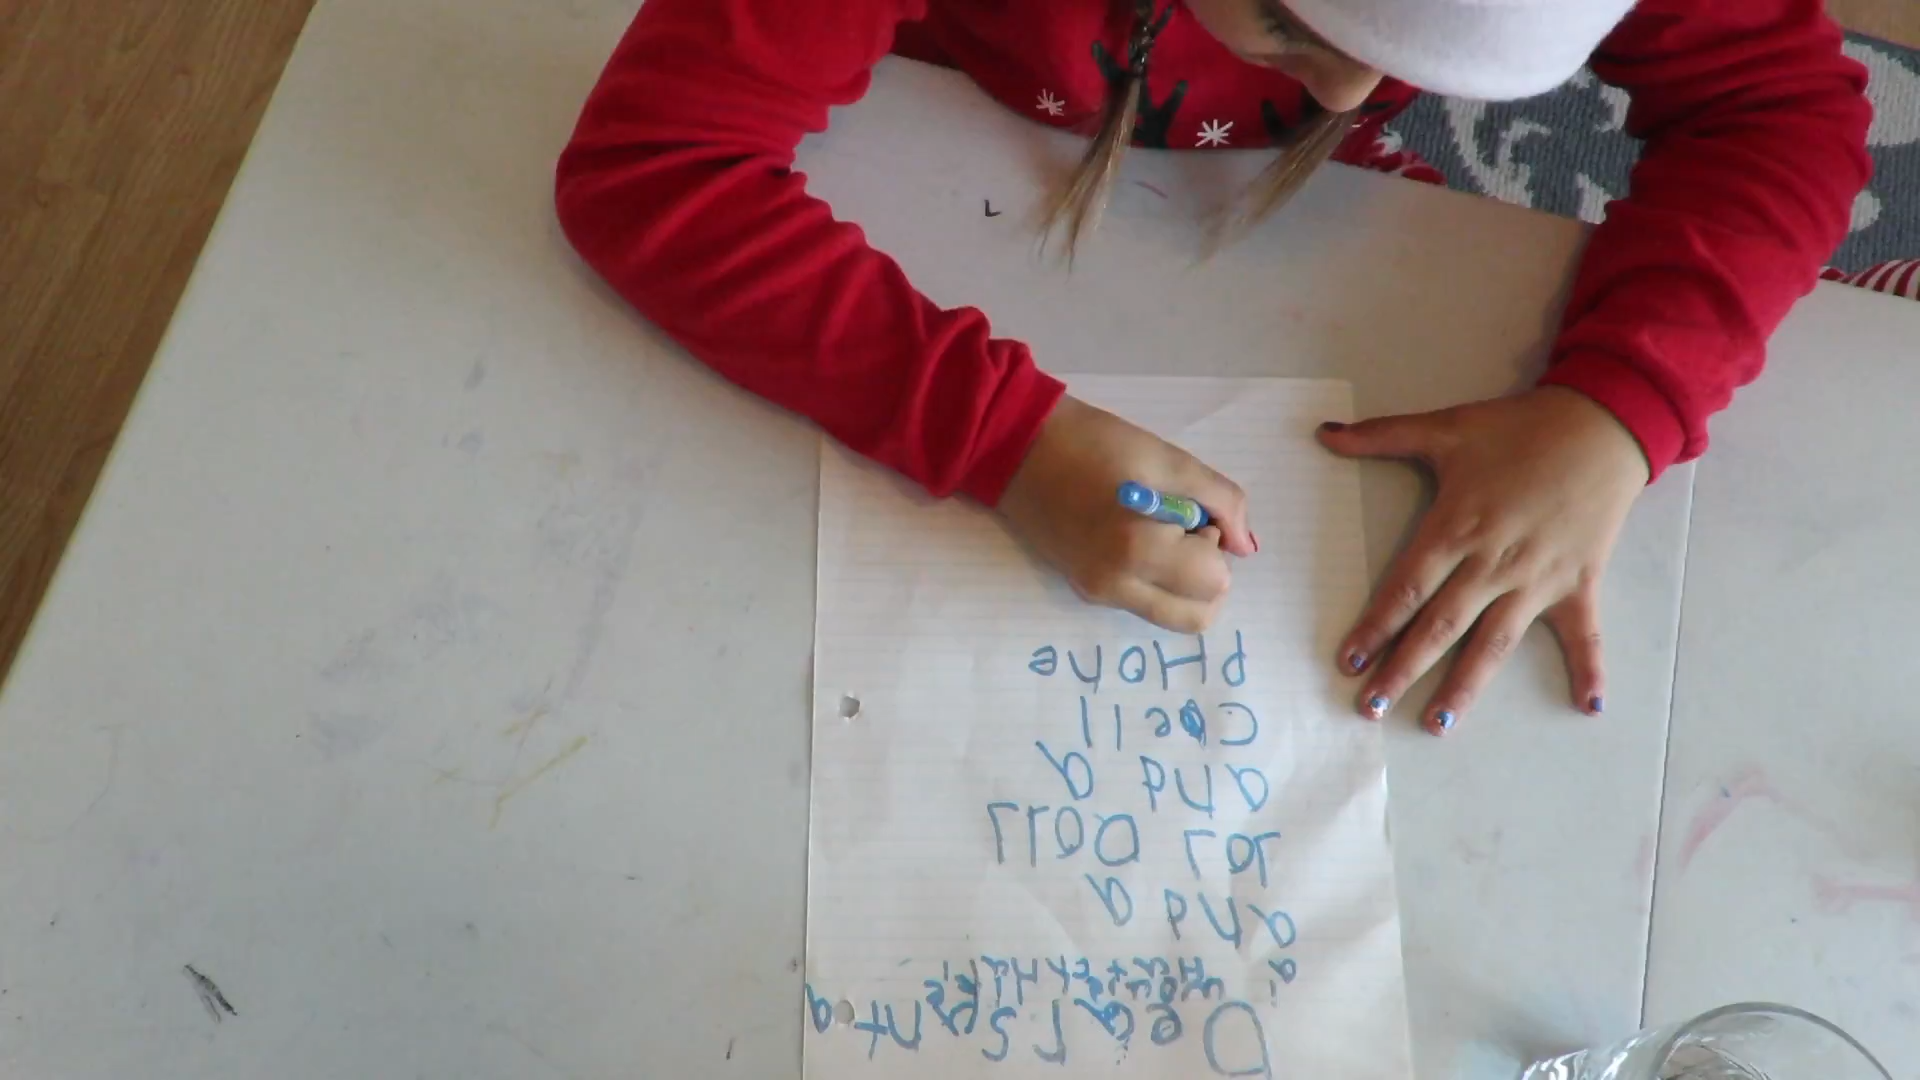 Dear Santa
i
a
and a
LOL DOLL
and a
cell
pHone